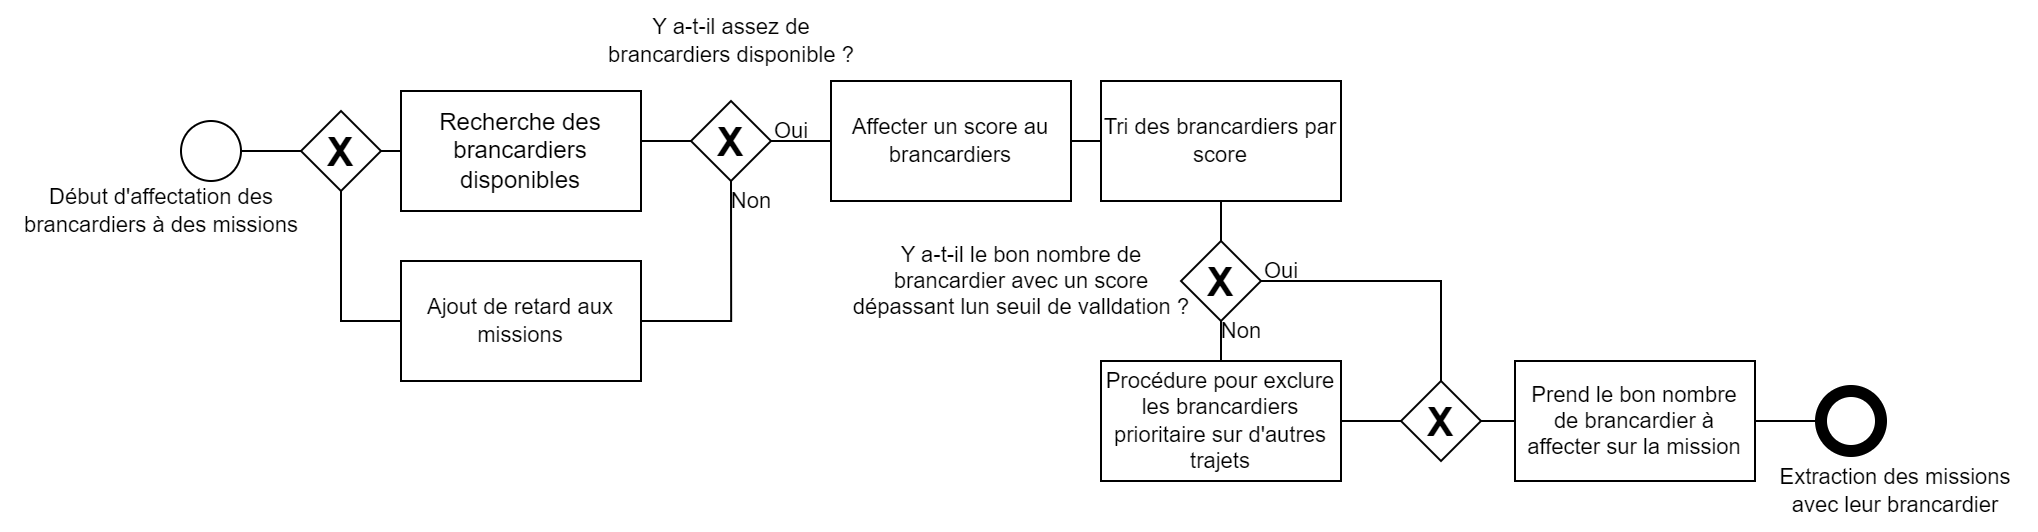 Y a-t-il assez de
brancardiers disponible ?
Début d'affectation des
brancardiers à des missions
X
Recherche des
brancardiers
disponibles
X
Oui
Non
Ajout de retard aux
missions
Affecter un score au
brancardiers
Tri des brancardiers par
score
Y a-t-il le bon nombre de
brancardier avec un score
dépassant lun seuil de valldation ?
X
Oui
Non
Procédure pour exclure
les brancardiers
prioritaire sur d'autres
trajets
X
Prend le bon nombre
de brancardier à
affecter sur la mission
Extraction des missions
avec leur brancardier